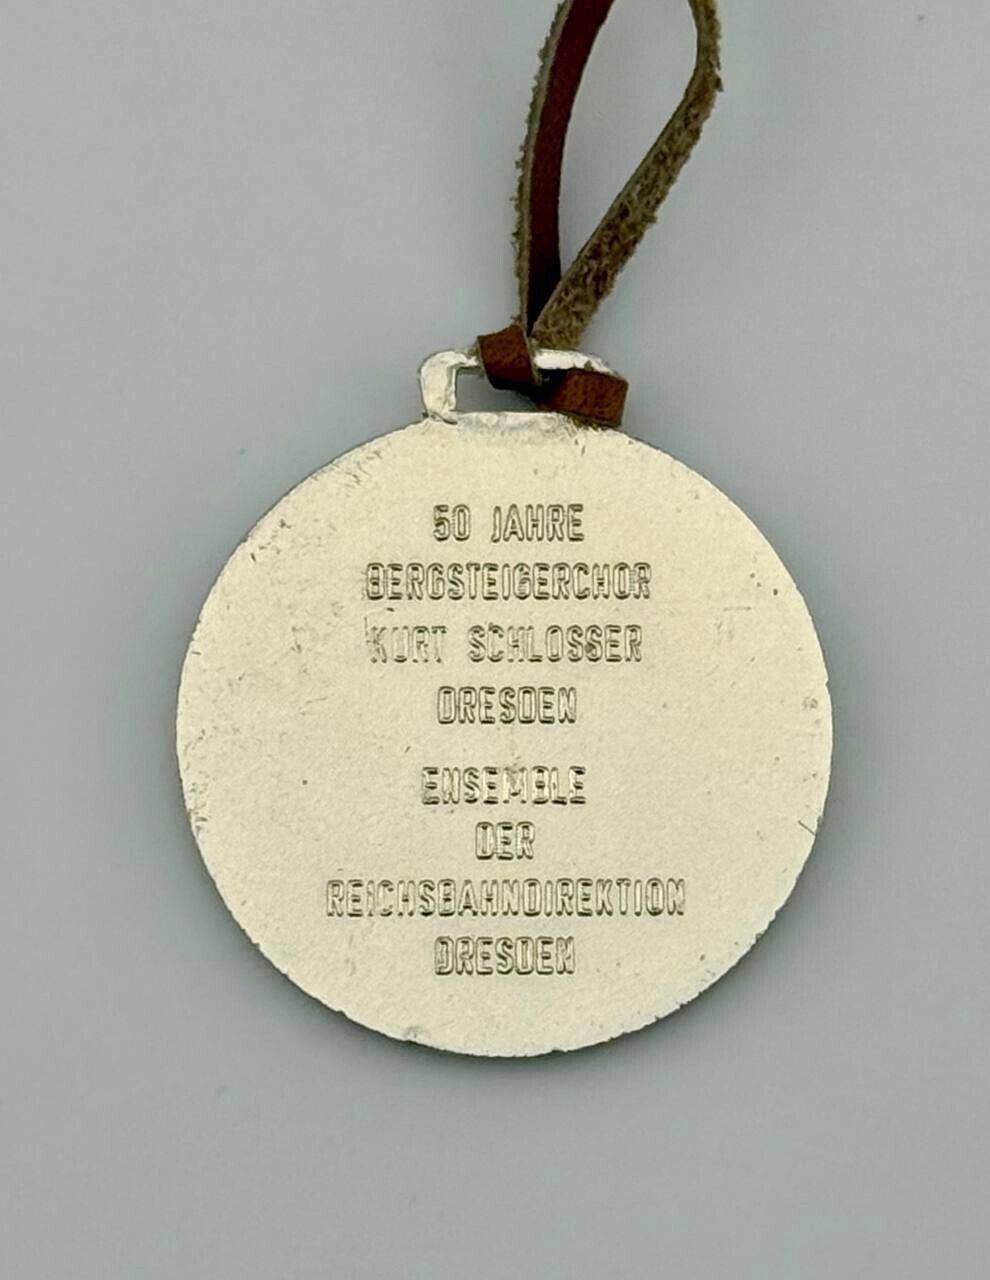 50 JAHRE
BERGSTEIGERCHOR
KURT SCHLOSSER
DRESDEN
ENSEMBLE
DER
REICHSBAHNDIREKTION
DRESDEN